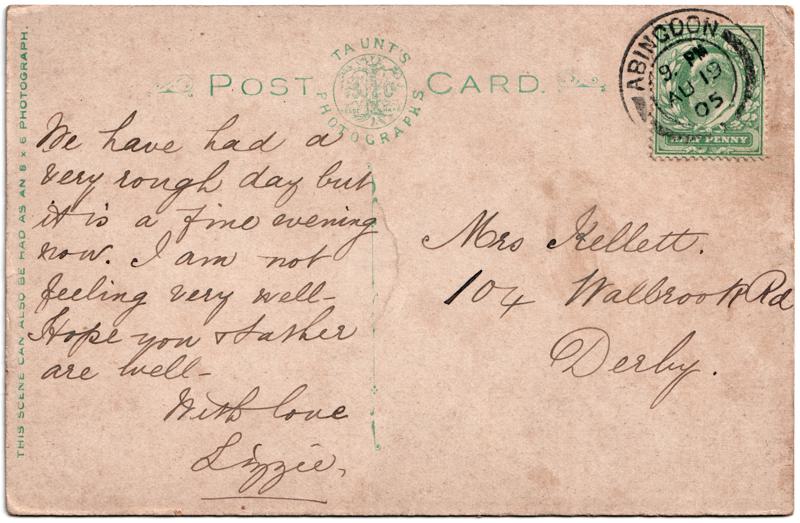 THIS SCENE CAN ALSO BE HAD AS AN 8 x 6 PHOTOGRAPH.
POST CARD.
TAUNT'S
PHOTOGRAPHS
ABINGDON
9. PM
AU 19
05
HALF PENNY
We have had a
very rough day but
it is a fine evening
now. I am not
feeling very well -
Hope you & father
are well -
With love
Lizzie.
Mrs Kellett.
104 Walbrook Rd
Derby.